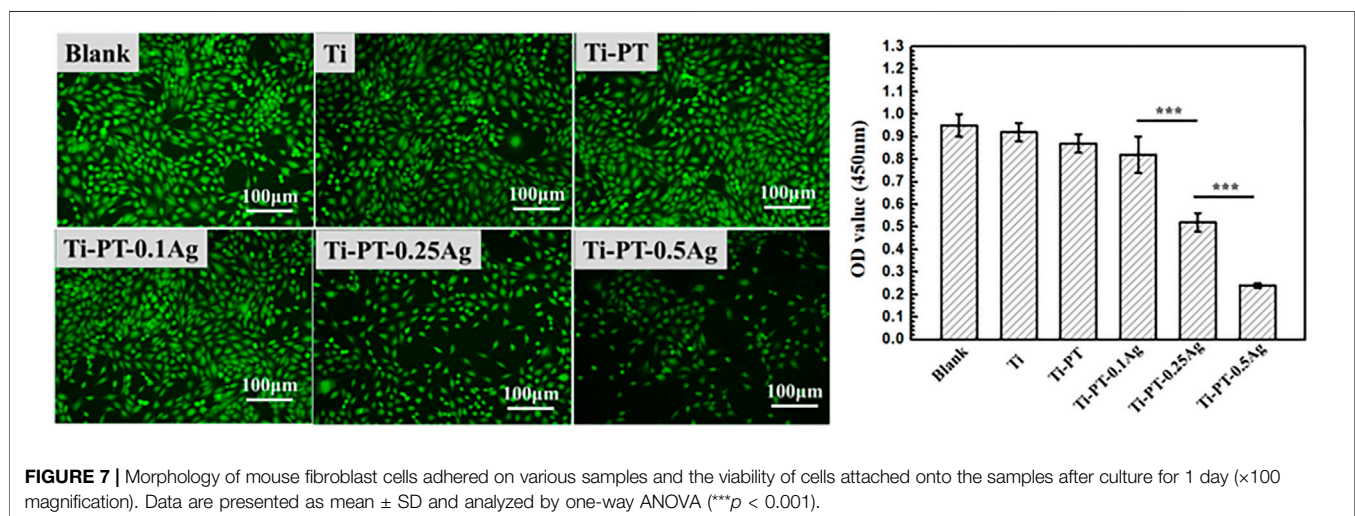 Blank
Ti
Ti-PT
100μm
100μm
100μm
Ti-PT-0.1Ag
Ti-PT-0.25Ag
Ti-PT-0.5Ag
100μm
100μm
100μm
OD value (450nm)
1.3
1.2
1.1
1.0
0.9
0.8
0.7
0.6
0.5
0.4
0.3
0.2
0.1
0.0
***
***
Blank
Ti
Ti-PT
Ti-PT-0.1Ag
Ti-PT-0.25Ag
Ti-PT-0.5Ag
FIGURE 7 | Morphology of mouse fibroblast cells adhered on various samples and the viability of cells attached onto the samples after culture for 1 day (×100
magnification). Data are presented as mean ± SD and analyzed by one-way ANOVA (***p < 0.001).